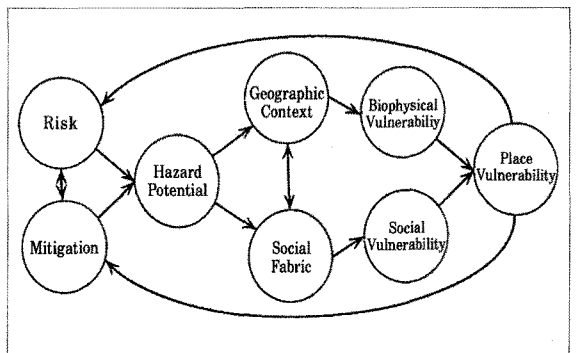 Risk
Mitigation
Hazard
Potential
Geographic
Context
Social
Fabric
Biophysical
Vulnerabiliy
Social
Vulnerability
Place
Vulnerability